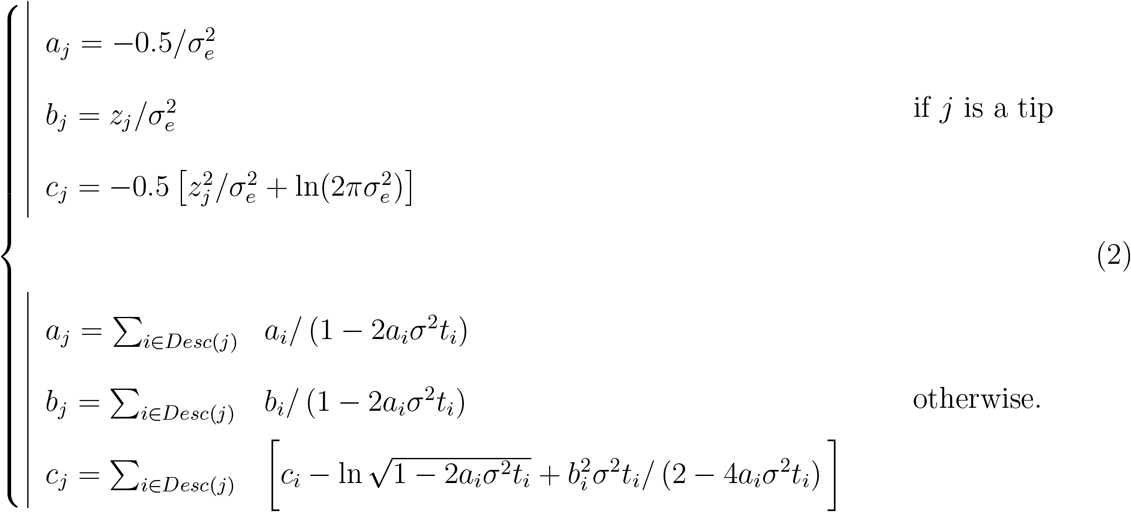 a_j = −0.5/σ_e^2
b_j = z_j/σ_e^2 if j is a tip
c_j = −0.5 [z_j^2/σ_e^2 + ln(2πσ_e^2)]
(2)
a_j = ∑_{i∈Desc(j)} a_i/ (1 − 2a_iσ^2t_i)
b_j = ∑_{i∈Desc(j)} b_i/ (1 − 2a_iσ^2t_i) otherwise.
c_j = ∑_{i∈Desc(j)} [c_i − ln √(1 − 2a_iσ^2t_i) + b_i^2σ^2t_i/ (2 − 4a_iσ^2t_i)]